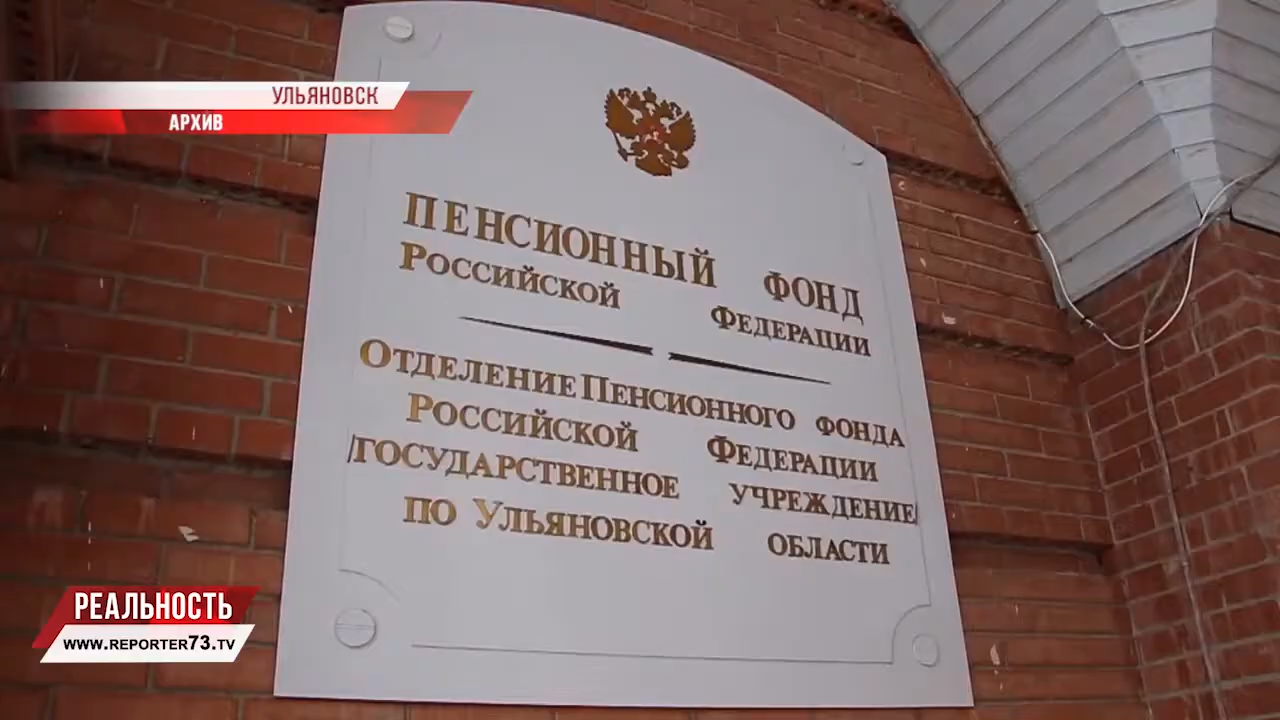 УЛЬЯНОВСК
АРХИВ
ПЕНСИОННЫЙ ФОНД
РОССИЙСКОЙ ФЕДЕРАЦИИ
ОТДЕЛЕНИЕ ПЕНСИОННОГО ФОНДА
РОССИЙСКОЙ ФЕДЕРАЦИИ
/ГОСУДАРСТВЕННОЕ УЧРЕЖДЕНИЕ/
ПО УЛЬЯНОВСКОЙ ОБЛАСТИ
РЕАЛЬНОСТЬ
WWW.REPORTER73.TV